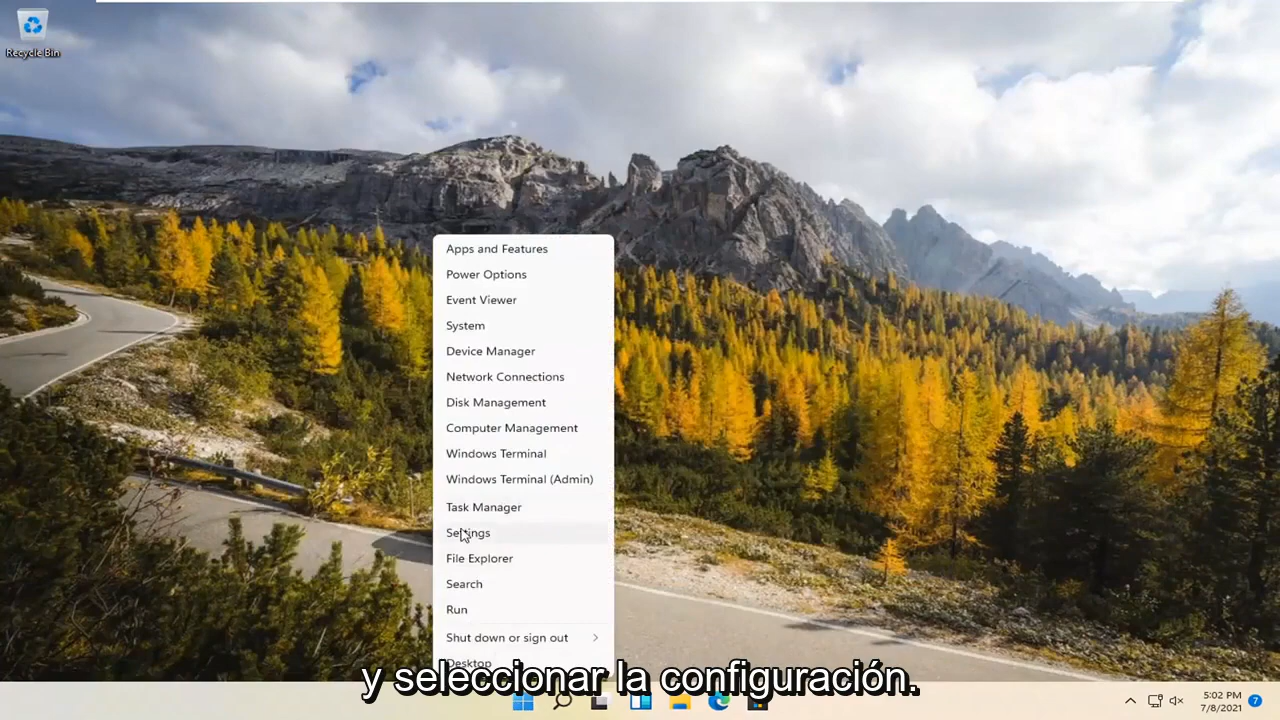 Recycle Bin
Apps and Features
Power Options
Event Viewer
System
Device Manager
Network Connections
Disk Management
Computer Management
Windows Terminal
Windows Terminal (Admin)
Task Manager
Settings
File Explorer
Search
Run
Shut down or sign out
Desktop
y seleccionar la configuración.
5:02 PM
7/8/2021
7